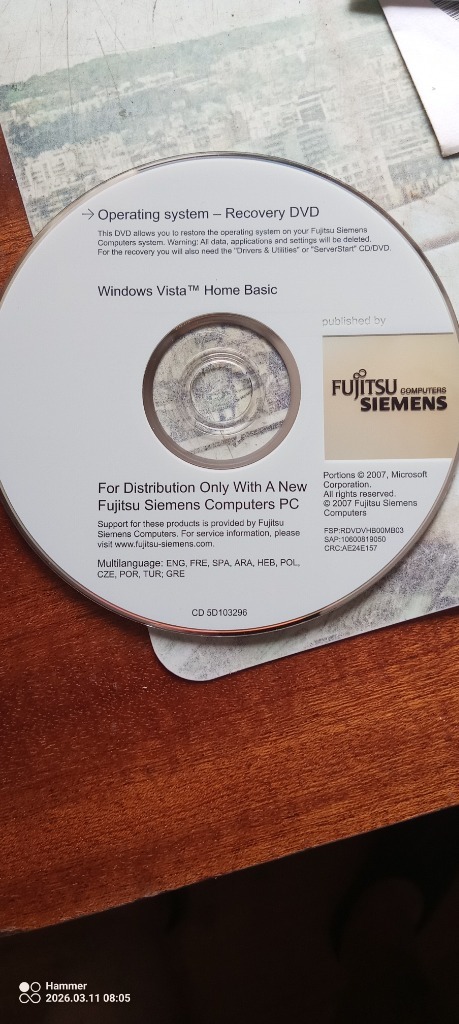 → Operating system – Recovery DVD
This DVD allows you to restore the operating system on your Fujitsu Siemens
Computers system. Warning: All data, applications and settings will be deleted.
For the recovery you will also need the "Drivers & Utilities" or "ServerStart" CD/DVD.
Windows Vista™ Home Basic
published by
FUJITSU COMPUTERS
SIEMENS
For Distribution Only With A New
Fujitsu Siemens Computers PC
Support for these products is provided by Fujitsu
Siemens Computers. For service information, please
visit www.fujitsu-siemens.com.
Multilanguage: ENG, FRE, SPA, ARA, HEB, POL,
CZE, POR, TUR; GRE
Portions © 2007, Microsoft
Corporation.
All rights reserved.
© 2007 Fujitsu Siemens
Computers
FSP:RDVDVHB00MB03
SAP:10600819050
CRC:AE24E157
CD 5D103296
Hammer
2026.03.11 08:05